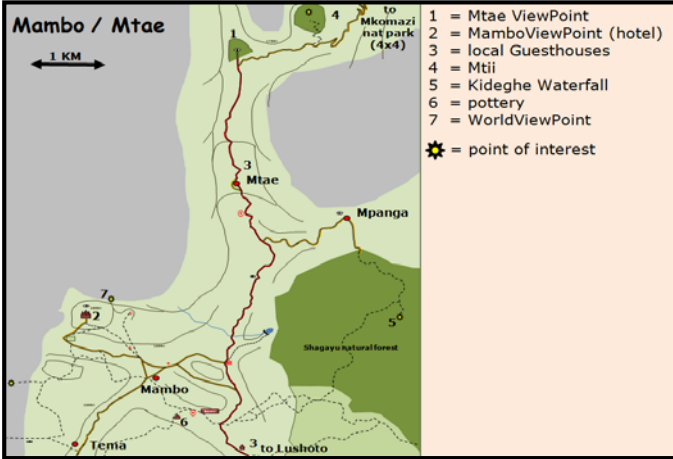 Mambo / Mtae
1 KM
to
Mkomazi
nat park
(4x4)
4
1
3
Mtae
Mpanga
7
2
5
Shagayu natural forest
Mambo
6
Tema
3 to Lushoto
1 = Mtae ViewPoint
2 = MamboViewPoint (hotel)
3 = local Guesthouses
4 = Mtii
5 = Kideghe Waterfall
6 = pottery
7 = WorldViewPoint
= point of interest